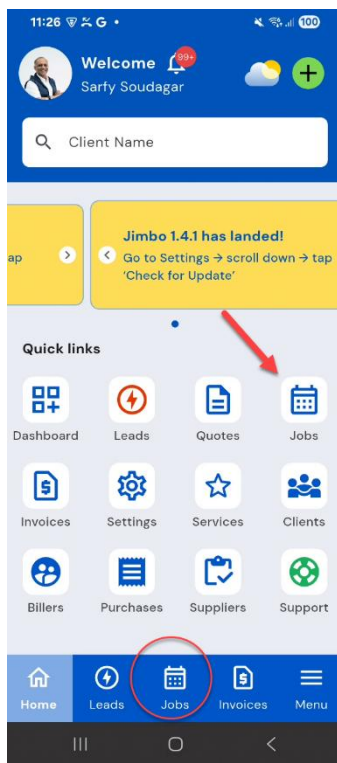 11:26 G •
100
99+
Welcome
Sarfy Soudagar
Client Name
Jimbo 1.4.1 has landed!
ap
Go to Settings → scroll down → tap
‘Check for Update’
Quick links
Dashboard Leads Quotes Jobs
Invoices Settings Services Clients
Billers Purchases Suppliers Support
Home Leads Jobs Invoices Menu